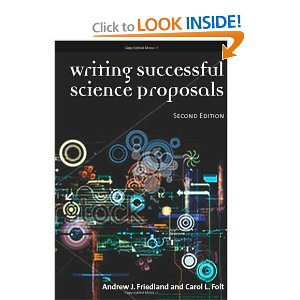 Click to LOOK INSIDE!
writing successful
science proposals
SECOND EDITION
Andrew J. Friedland and Carol L. Folt